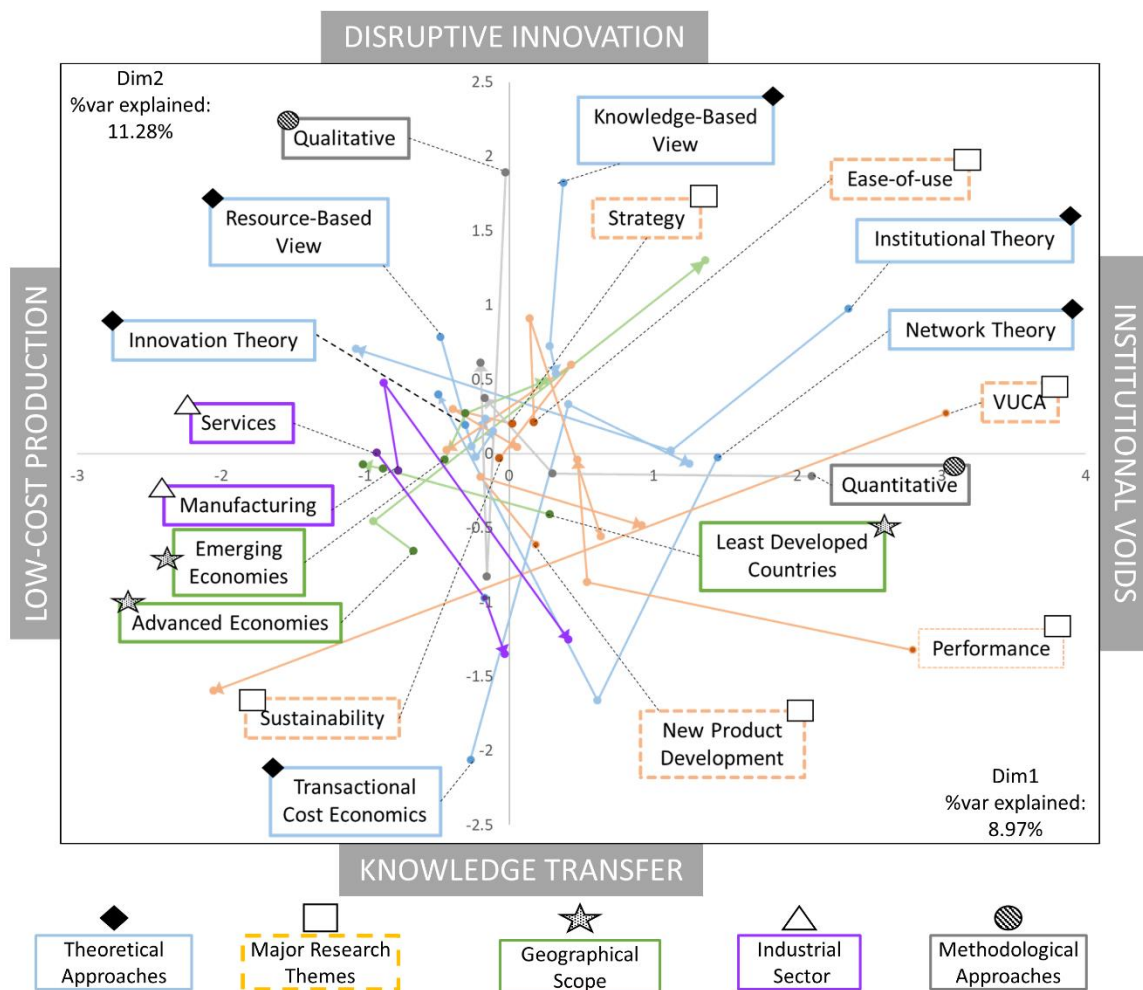 DISRUPTIVE INNOVATION
Dim2
%var explained:
11.28%
2.5
Knowledge-Based
View
Qualitative
2
Ease-of-use
Strategy
Resource-Based
View
1.5
Institutional Theory
LOW-COST PRODUCTION
INSTITUTIONAL VOIDS
1
Innovation Theory
Network Theory
0.5
VUCA
Services
0
-3
-2
-1
0
1
2
3
4
Quantitative
Manufacturing
-0.5
Emerging
Economies
Least Developed
Countries
-1
Advanced Economies
Performance
-1.5
Sustainability
New Product
Development
-2
Transactional
Cost Economics
Dim1
%var explained:
8.97%
-2.5
KNOWLEDGE TRANSFER
Theoretical
Approaches
Major Research
Themes
Geographical
Scope
Industrial
Sector
Methodological
Approaches